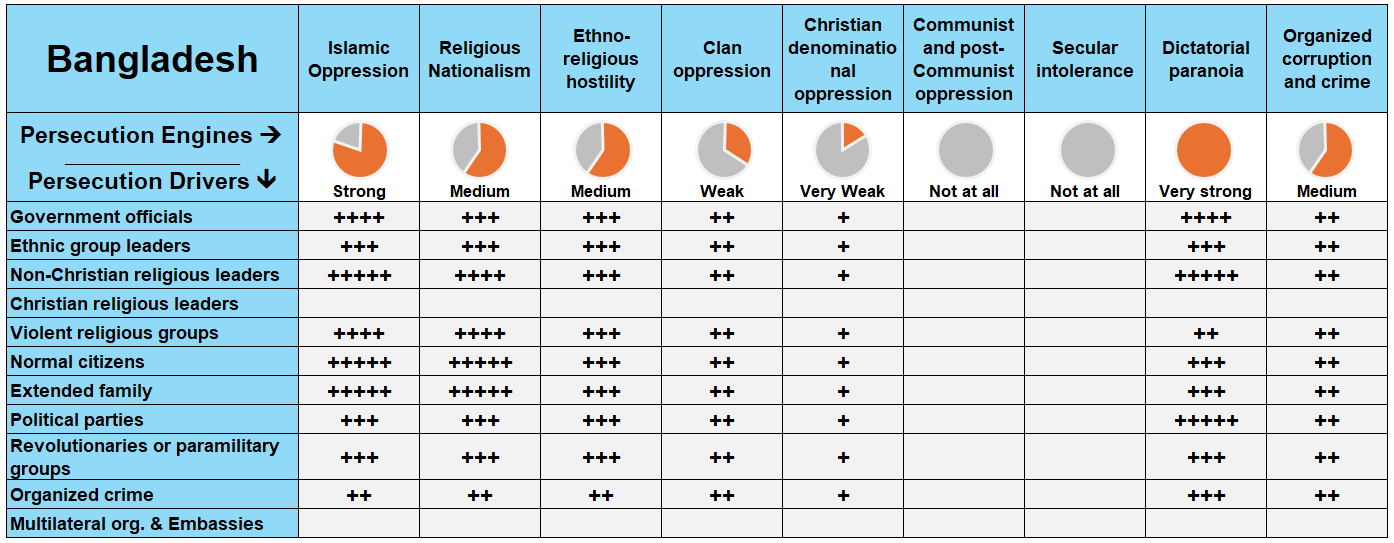 Bangladesh
Islamic
Oppression
Religious
Nationalism
Ethno-
religious
hostility
Clan
oppression
Christian
denominatio
nal
oppression
Communist
and post-
Communist
oppression
Secular
intolerance
Dictatorial
paranoia
Organized
corruption
and crime
Persecution Engines →
Persecution Drivers ↓
Strong
Medium
Medium
Weak
Very Weak
Not at all
Not at all
Very strong
Medium
Government officials ++++ +++ +++ ++ + ++++ ++
Ethnic group leaders +++ +++ +++ ++ + +++ ++
Non-Christian religious leaders +++++ ++++ +++ ++ + +++++ ++
Christian religious leaders
Violent religious groups ++++ ++++ +++ ++ + ++ ++
Normal citizens +++++ +++++ +++ ++ + +++ ++
Extended family +++++ +++++ +++ ++ + +++ ++
Political parties +++ +++ +++ ++ + +++++ ++
Revolutionaries or paramilitary
groups +++ +++ +++ ++ + +++ ++
Organized crime ++ ++ ++ ++ + +++ ++
Multilateral org. & Embassies